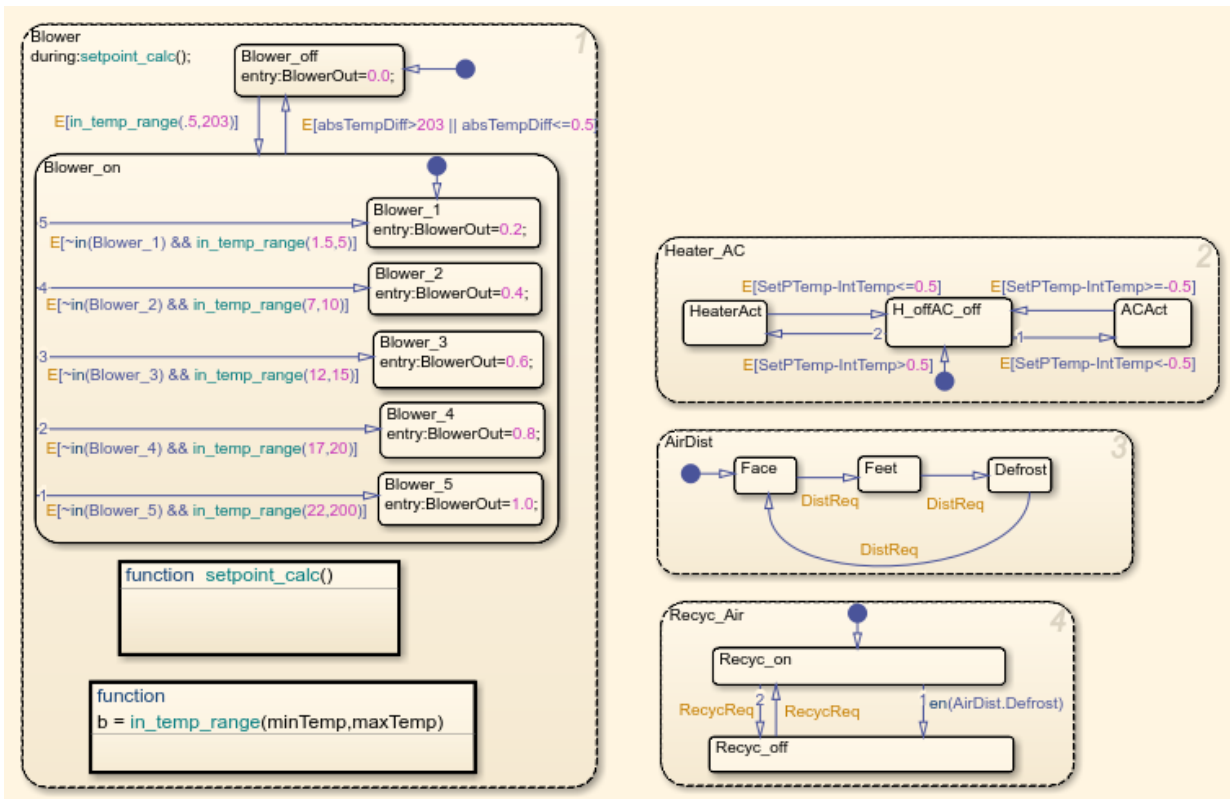 Blower
1
during:setpoint_calc();
Blower_off
entry:BlowerOut=0.0;
E[in_temp_range(.5,203)]
E[absTempDiff>203 || absTempDiff<=0.5]
Blower_on
5
Blower_1
entry:BlowerOut=0.2;
E[~in(Blower_1) && in_temp_range(1.5,5)]
4
Blower_2
entry:BlowerOut=0.4;
E[~in(Blower_2) && in_temp_range(7,10)]
3
Blower_3
entry:BlowerOut=0.6;
E[~in(Blower_3) && in_temp_range(12,15)]
2
Blower_4
entry:BlowerOut=0.8;
E[~in(Blower_4) && in_temp_range(17,20)]
1
Blower_5
entry:BlowerOut=1.0;
E[~in(Blower_5) && in_temp_range(22,200)]
function setpoint_calc()
function
b = in_temp_range(minTemp,maxTemp)
Heater_AC
2
E[SetPTemp-IntTemp<=0.5]
E[SetPTemp-IntTemp>=-0.5]
HeaterAct
H_offAC_off
ACAct
2
1
E[SetPTemp-IntTemp>0.5]
E[SetPTemp-IntTemp<-0.5]
AirDist
3
Face
Feet
Defrost
DistReq
DistReq
DistReq
Recyc_Air
4
Recyc_on
RecycReq
2
RecycReq
1
en(AirDist.Defrost)
Recyc_off